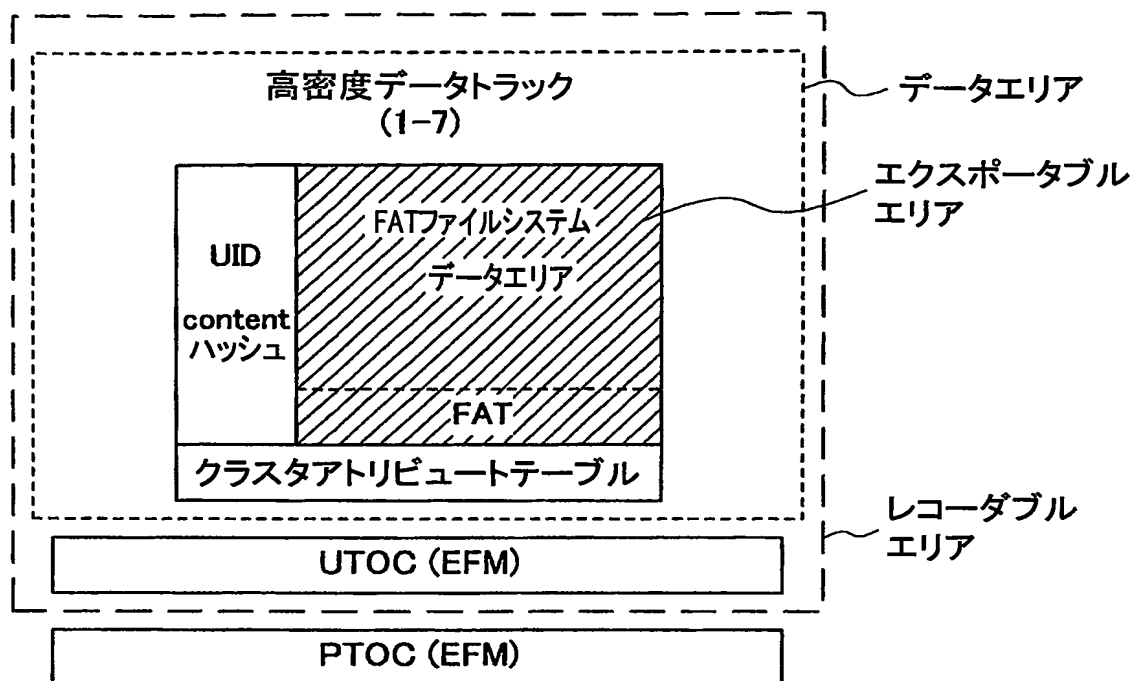 高密度データトラック
(1-7)
データエリア
エクスポータブル
エリア
FATファイルシステム
データエリア
UID
content
ハッシュ
FAT
クラスタアトリビュートテーブル
レコーダブル
エリア
UTOC (EFM)
PTOC (EFM)